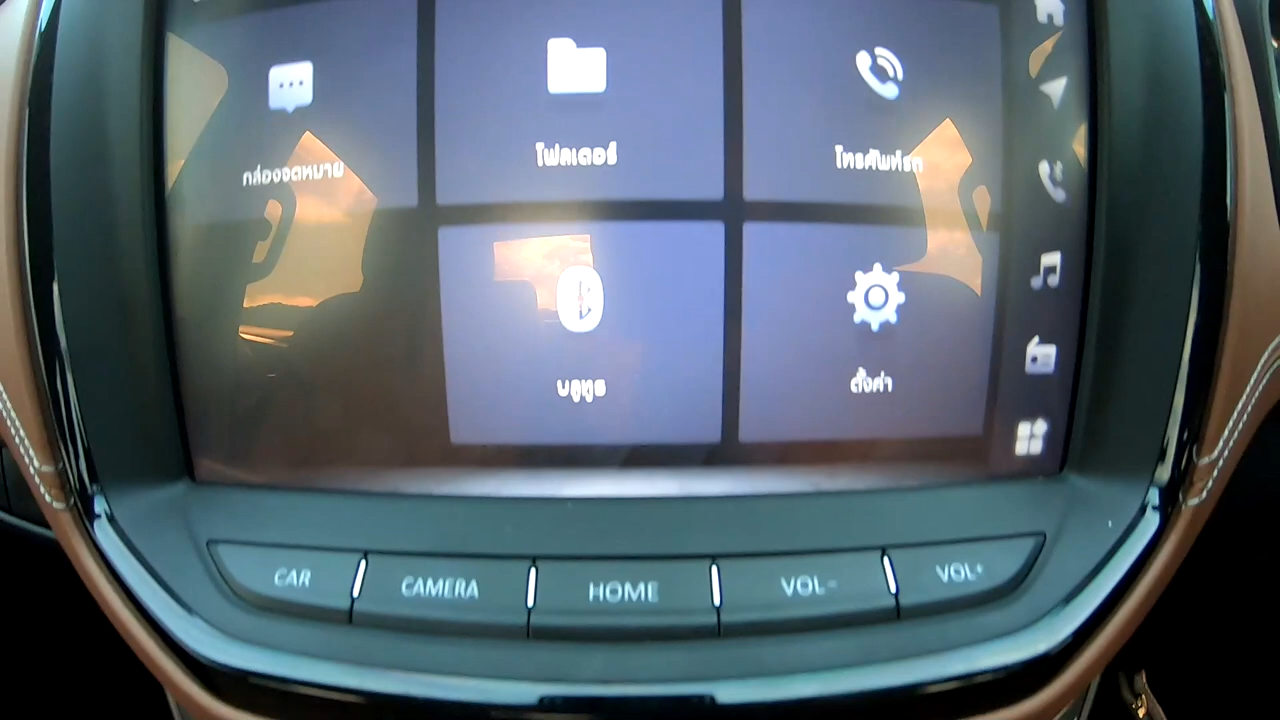 กล่องจดหมาย
โฟลเดอร์
โทรศัพท์รถ
บลูทูธ
ตั้งค่า
CAR
CAMERA
HOME
VOL-
VOL+